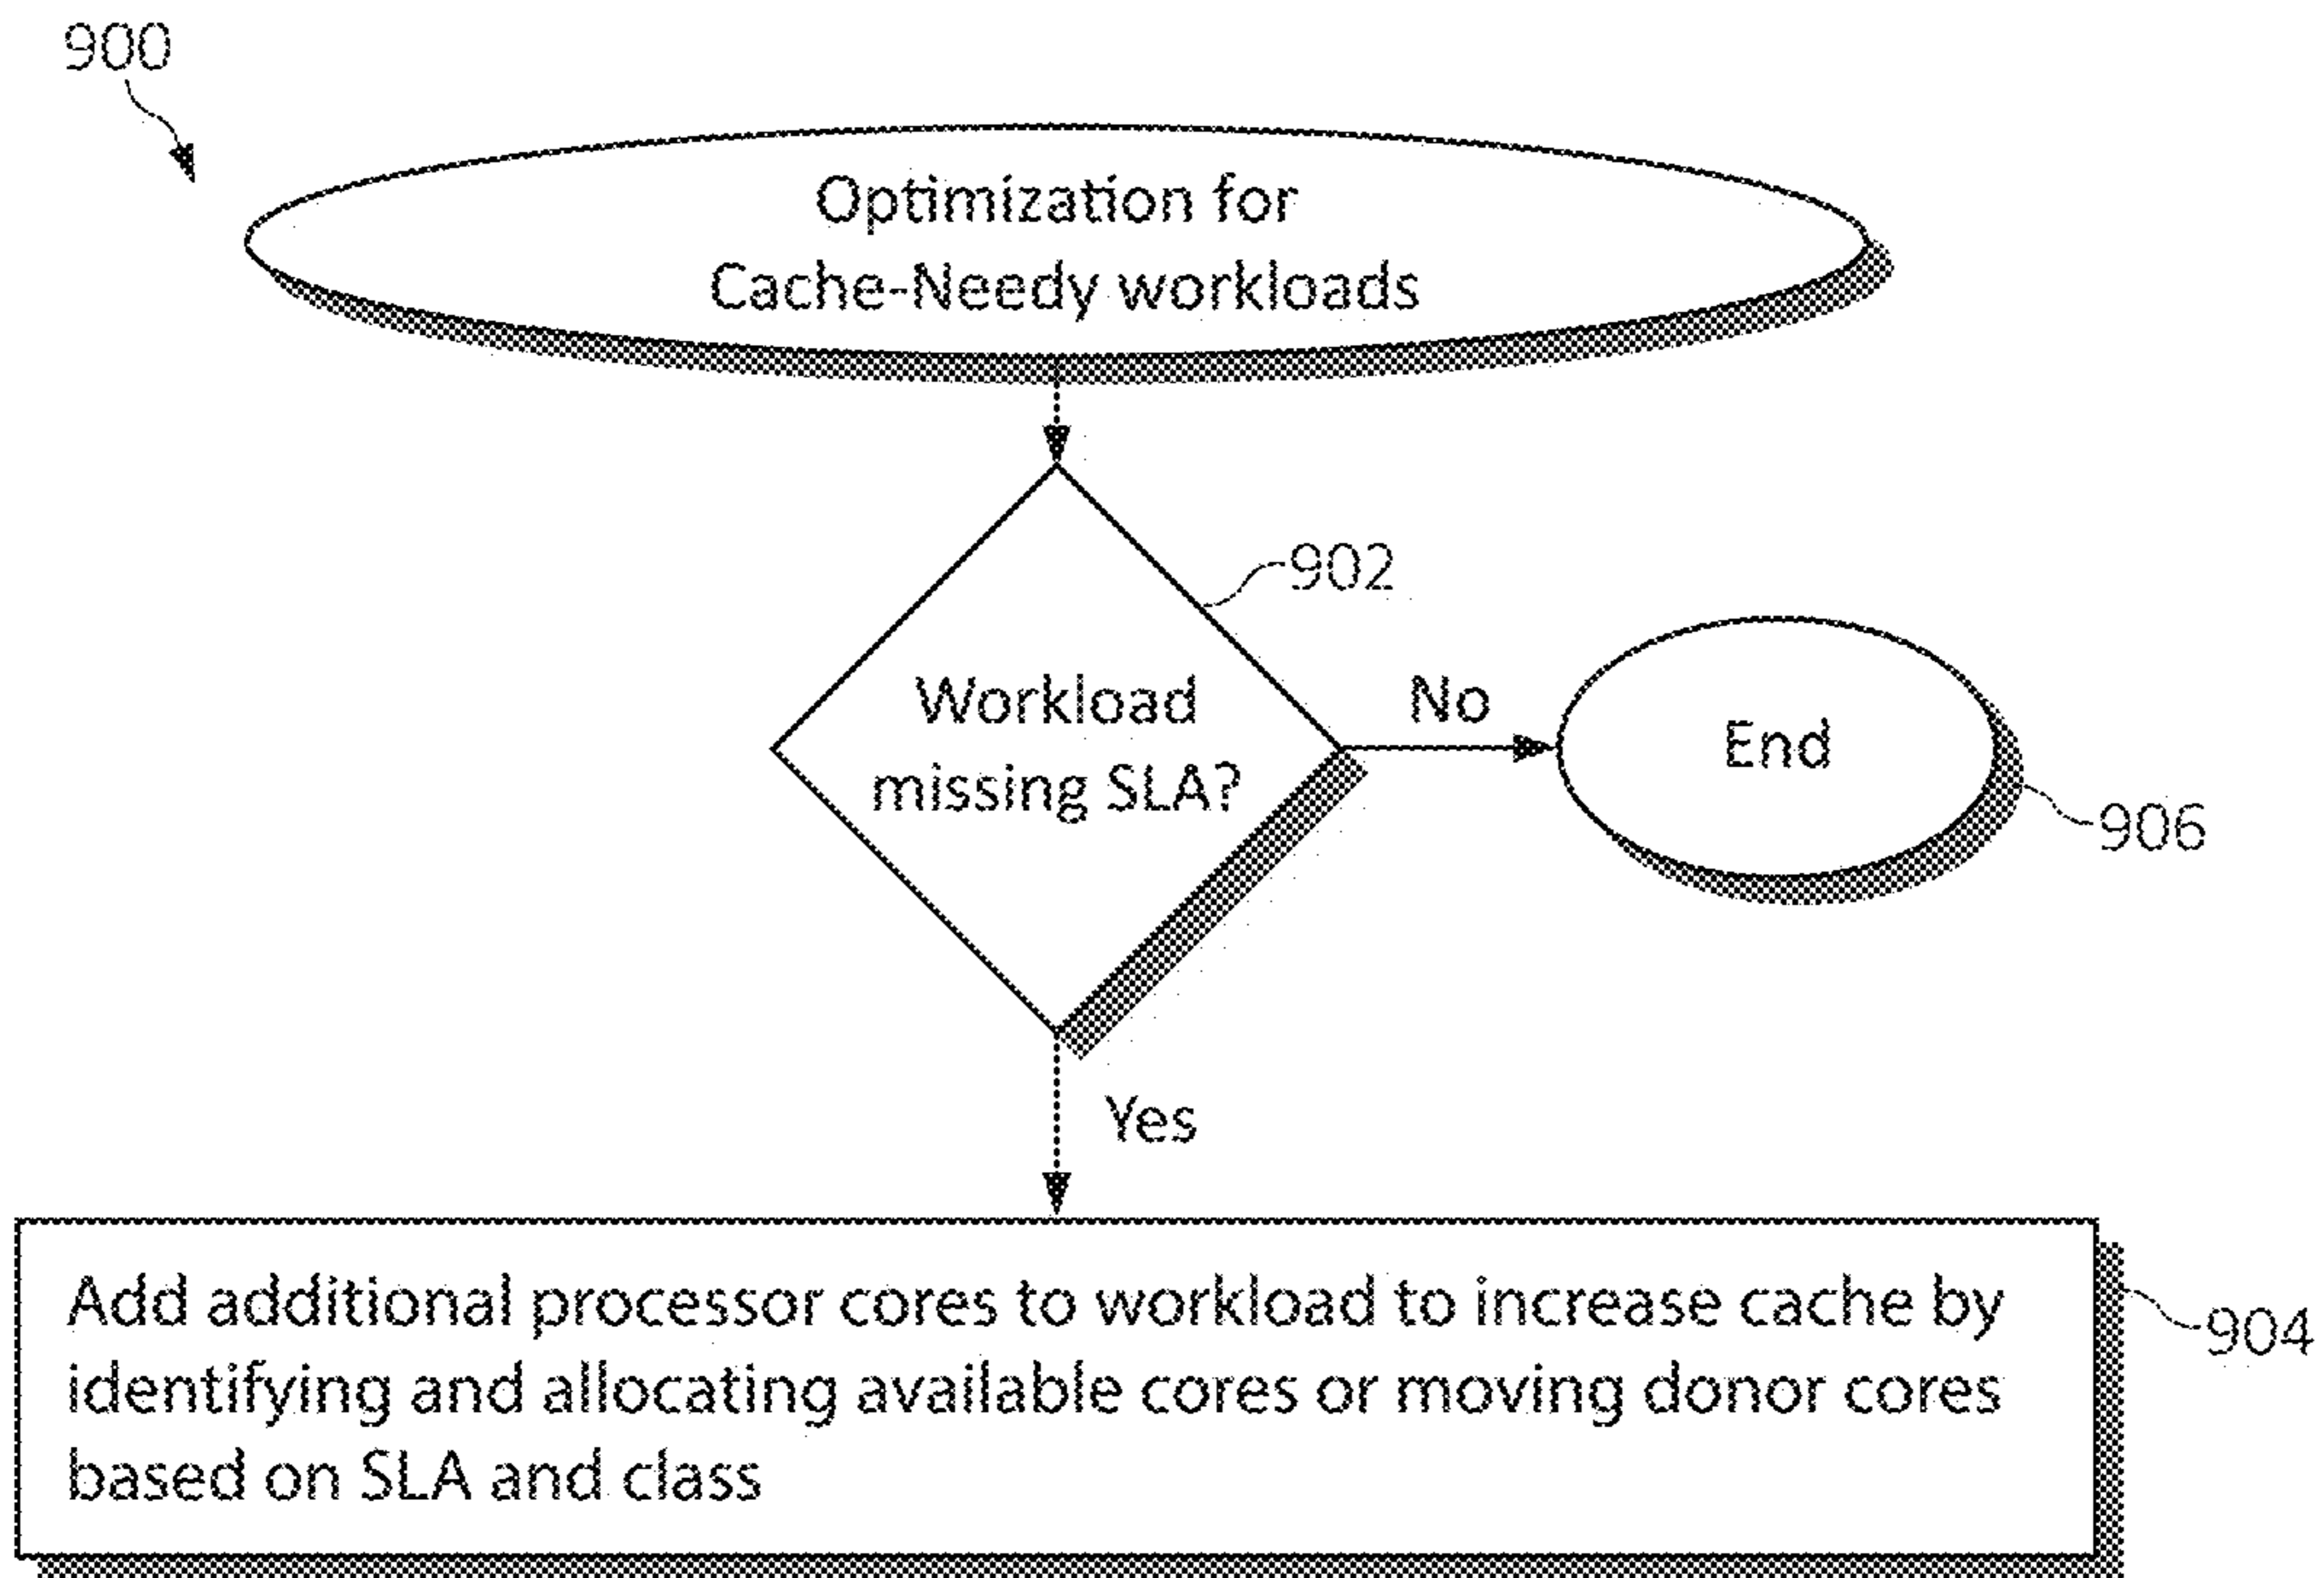 900
Optimization for
Cache-Needy workloads
902
Workload
missing SLA?
No
End
906
Yes
Add additional processor cores to workload to increase cache by
identifying and allocating available cores or moving donor cores
based on SLA and class
904